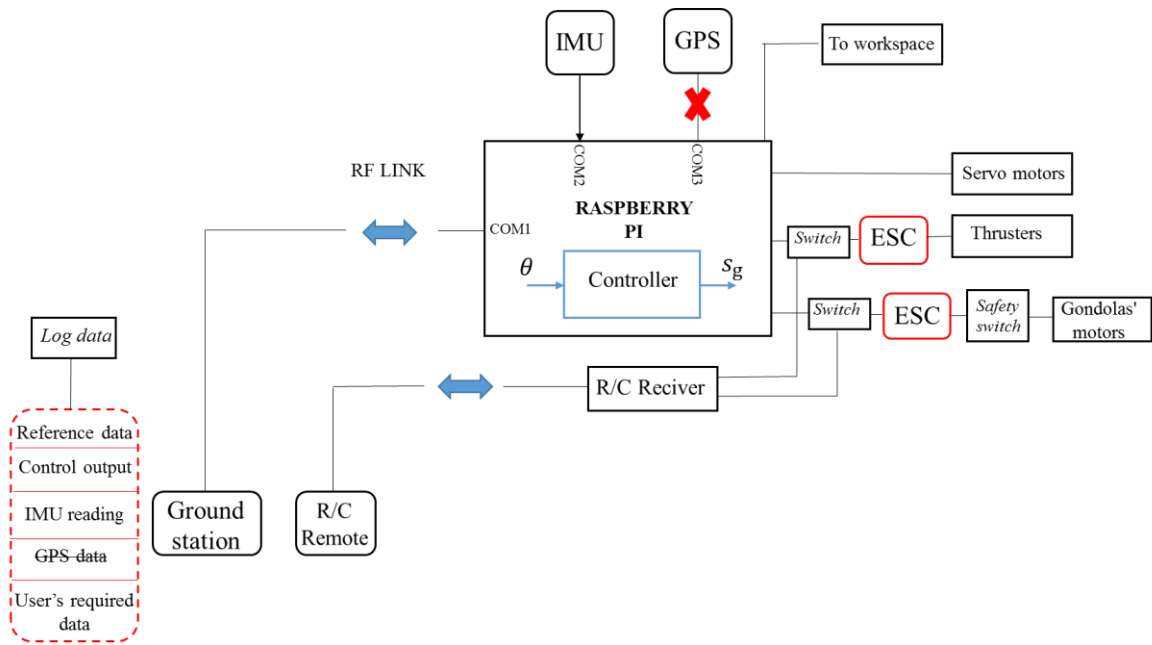 IMU
GPS
To workspace
COM2
COM3
RF LINK
RASPBERRY
PI
Servo motors
COM1
Switch
ESC
Thrusters
θ
Controller
sg
Switch
ESC
Safety
switch
Gondolas'
motors
Log data
R/C Reciver
Reference data
Control output
IMU reading
GPS data
User’s required
data
Ground
station
R/C
Remote